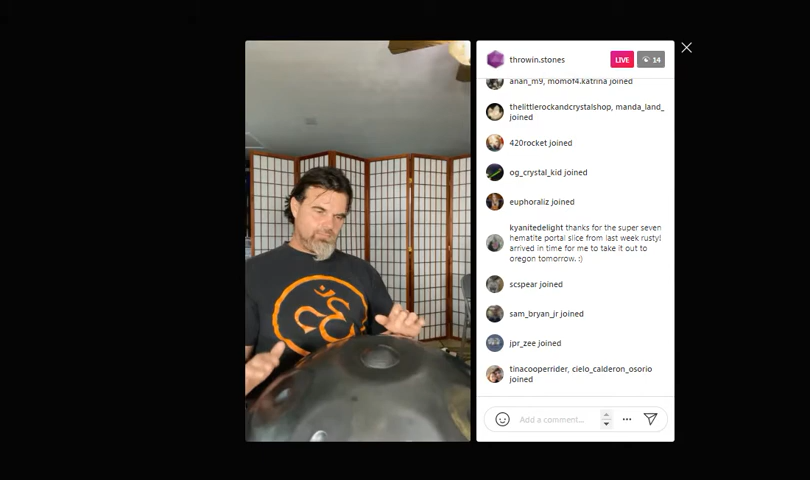 throwin.stones
LIVE
14
anan_m9, momof4.katrina joined
thelittlerockandcrystalshop, manda_land_
joined
420rocket joined
og_crystal_kid joined
euphoraliz joined
kyanitedelight thanks for the super seven
hematite portal slice from last week rusty!
arrived in time for me to take it out to
oregon tomorrow. :)
scspear joined
sam_bryan_jr joined
jpr_zee joined
tinacooperrider, cielo_calderon_osorio
joined
Add a comment...
ॐ